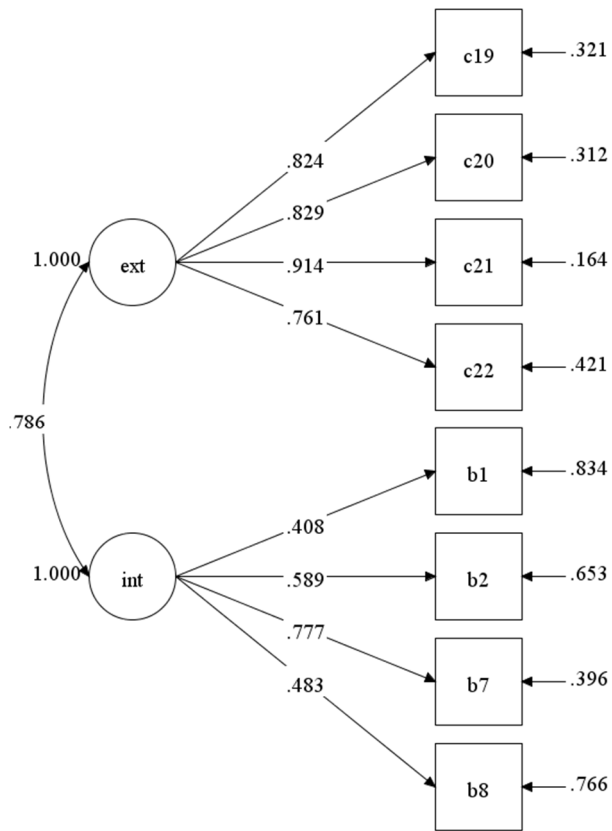 c19
.321
.824
c20
.312
.829
1.000
ext
.914
c21
.164
.761
c22
.421
.786
b1
.834
.408
1.000
int
.589
b2
.653
.777
b7
.396
.483
b8
.766